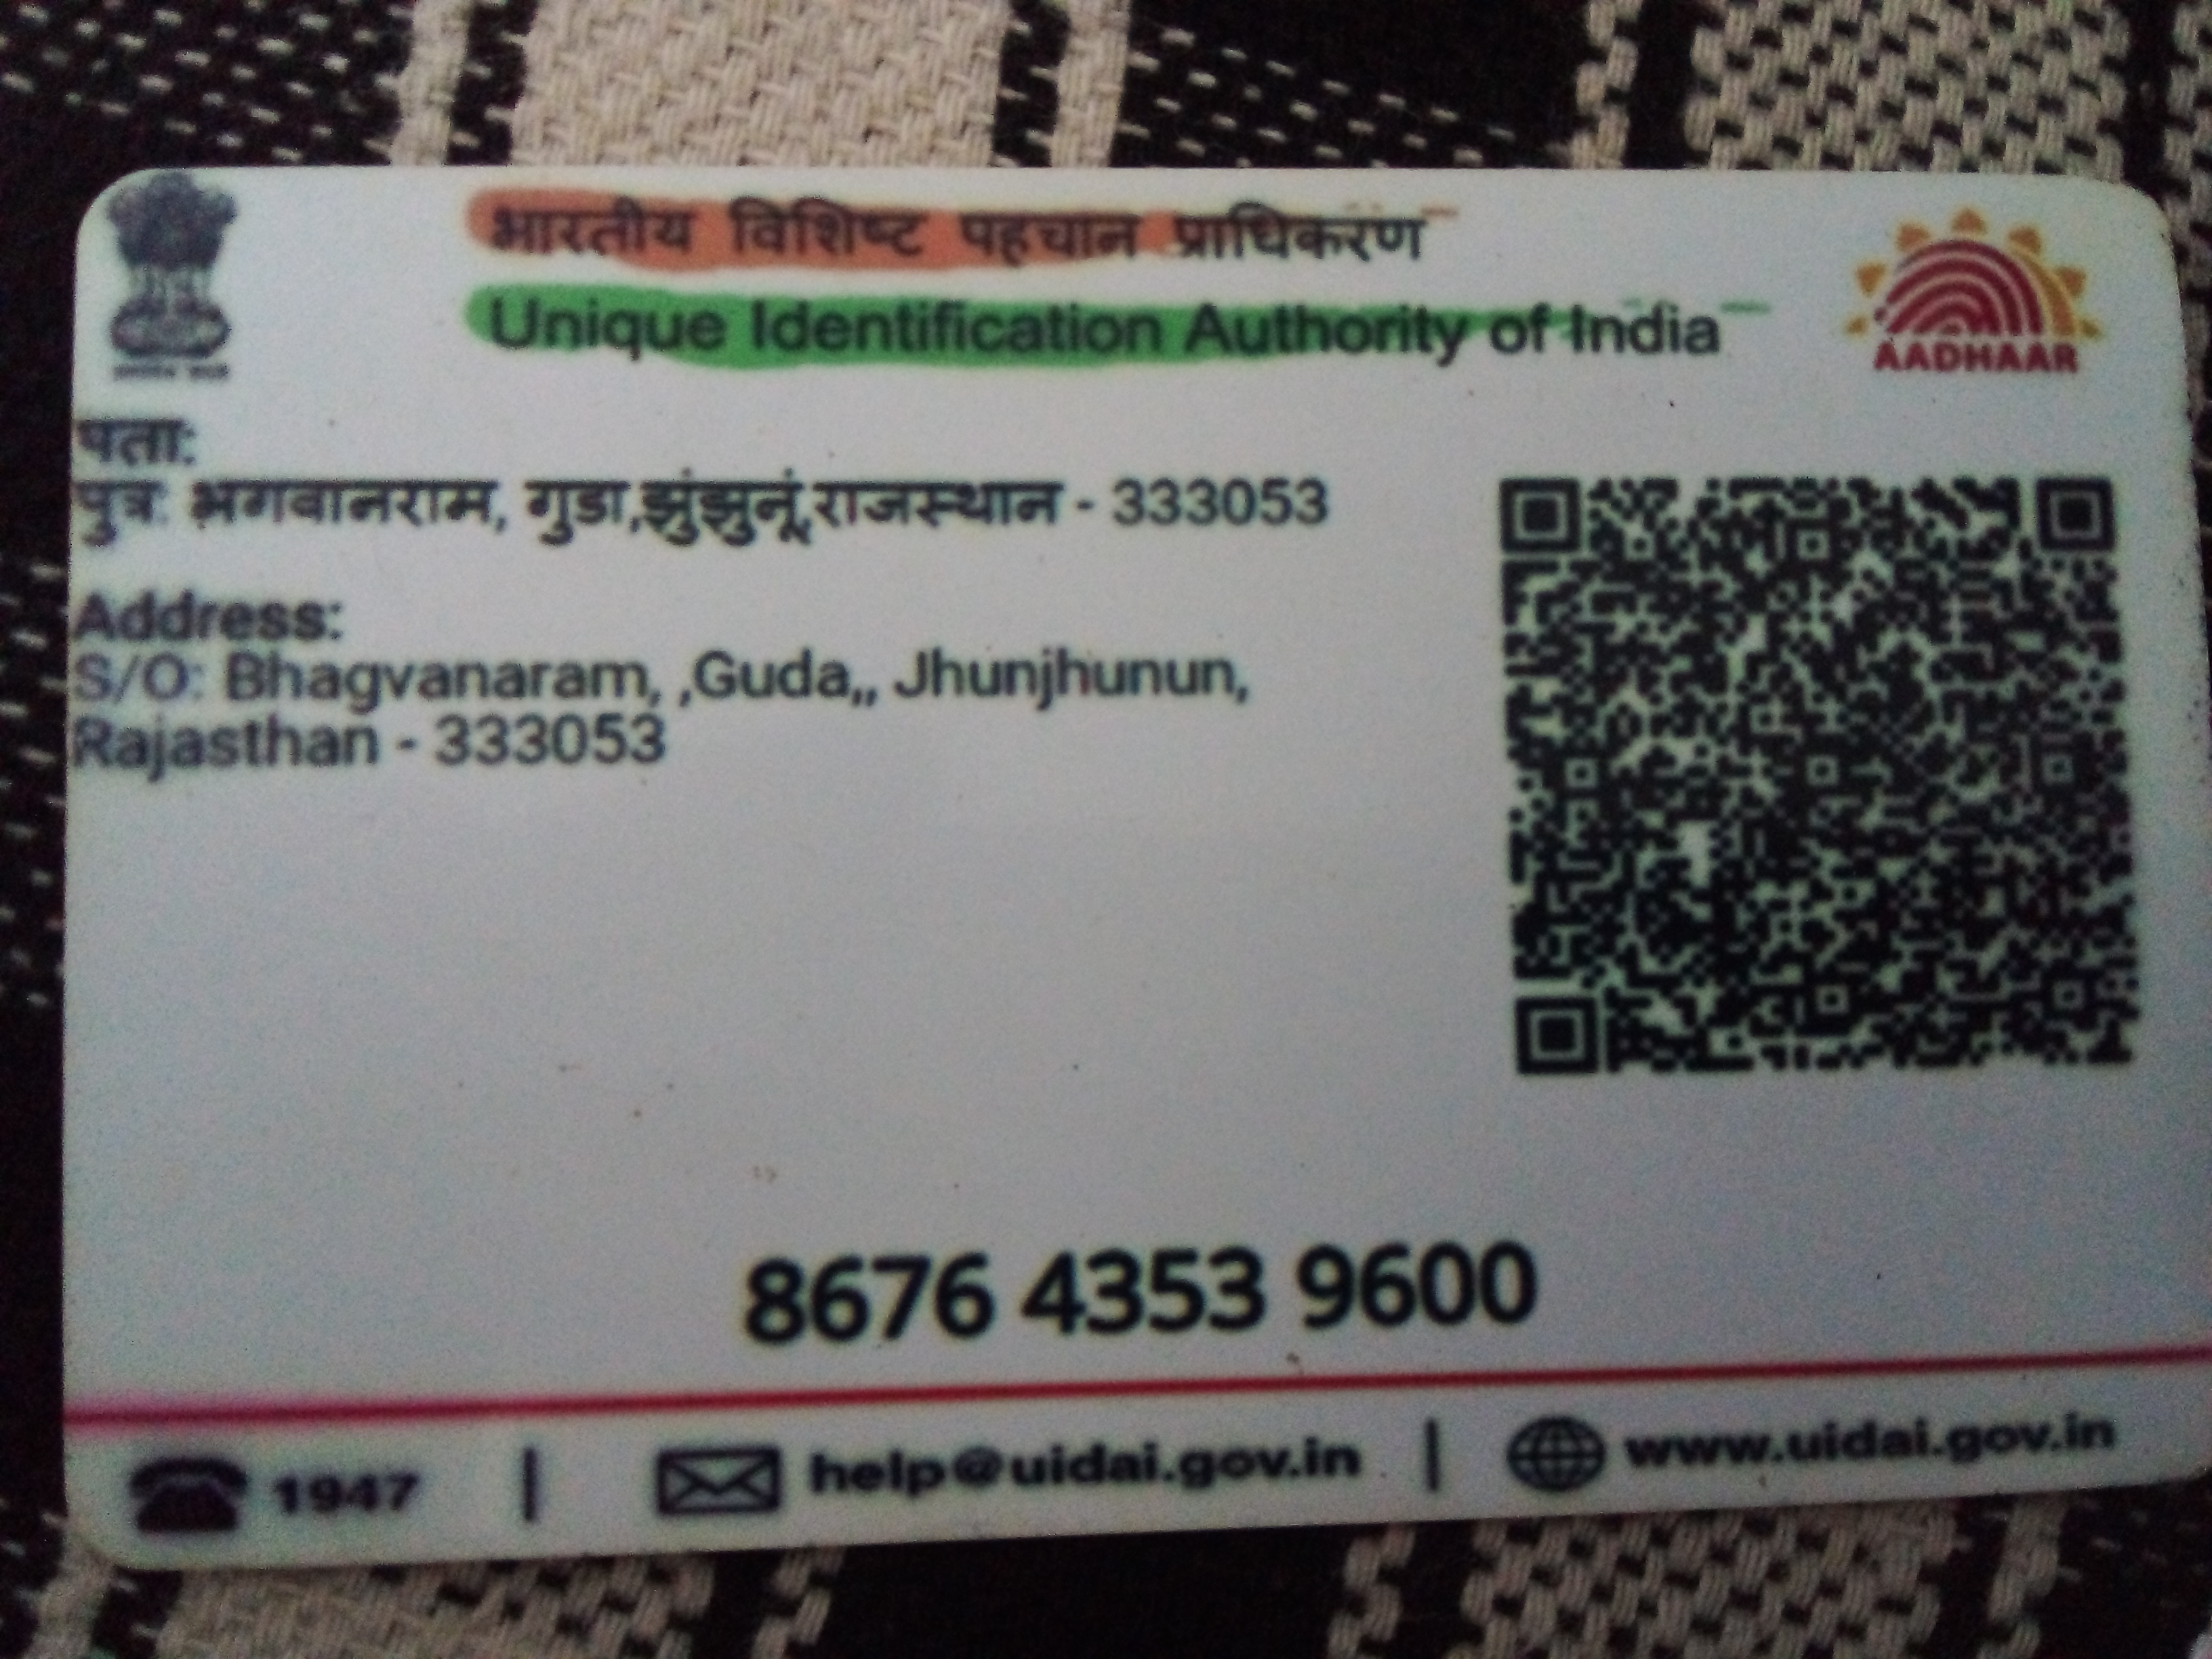 भारतीय विशिष्ट पहचान प्राधिकरण
Unique Identification Authority of India
AADHAAR
पता:
पुत्र: भगवानराम, गुडा,झुंझुनूं,राजस्थान - 333053
Address:
S/O: Bhagvanaram, ,Guda,, Jhunjhunun,
Rajasthan - 333053
8676 4353 9600
1947 | help@uidai.gov.in | www.uidai.gov.in